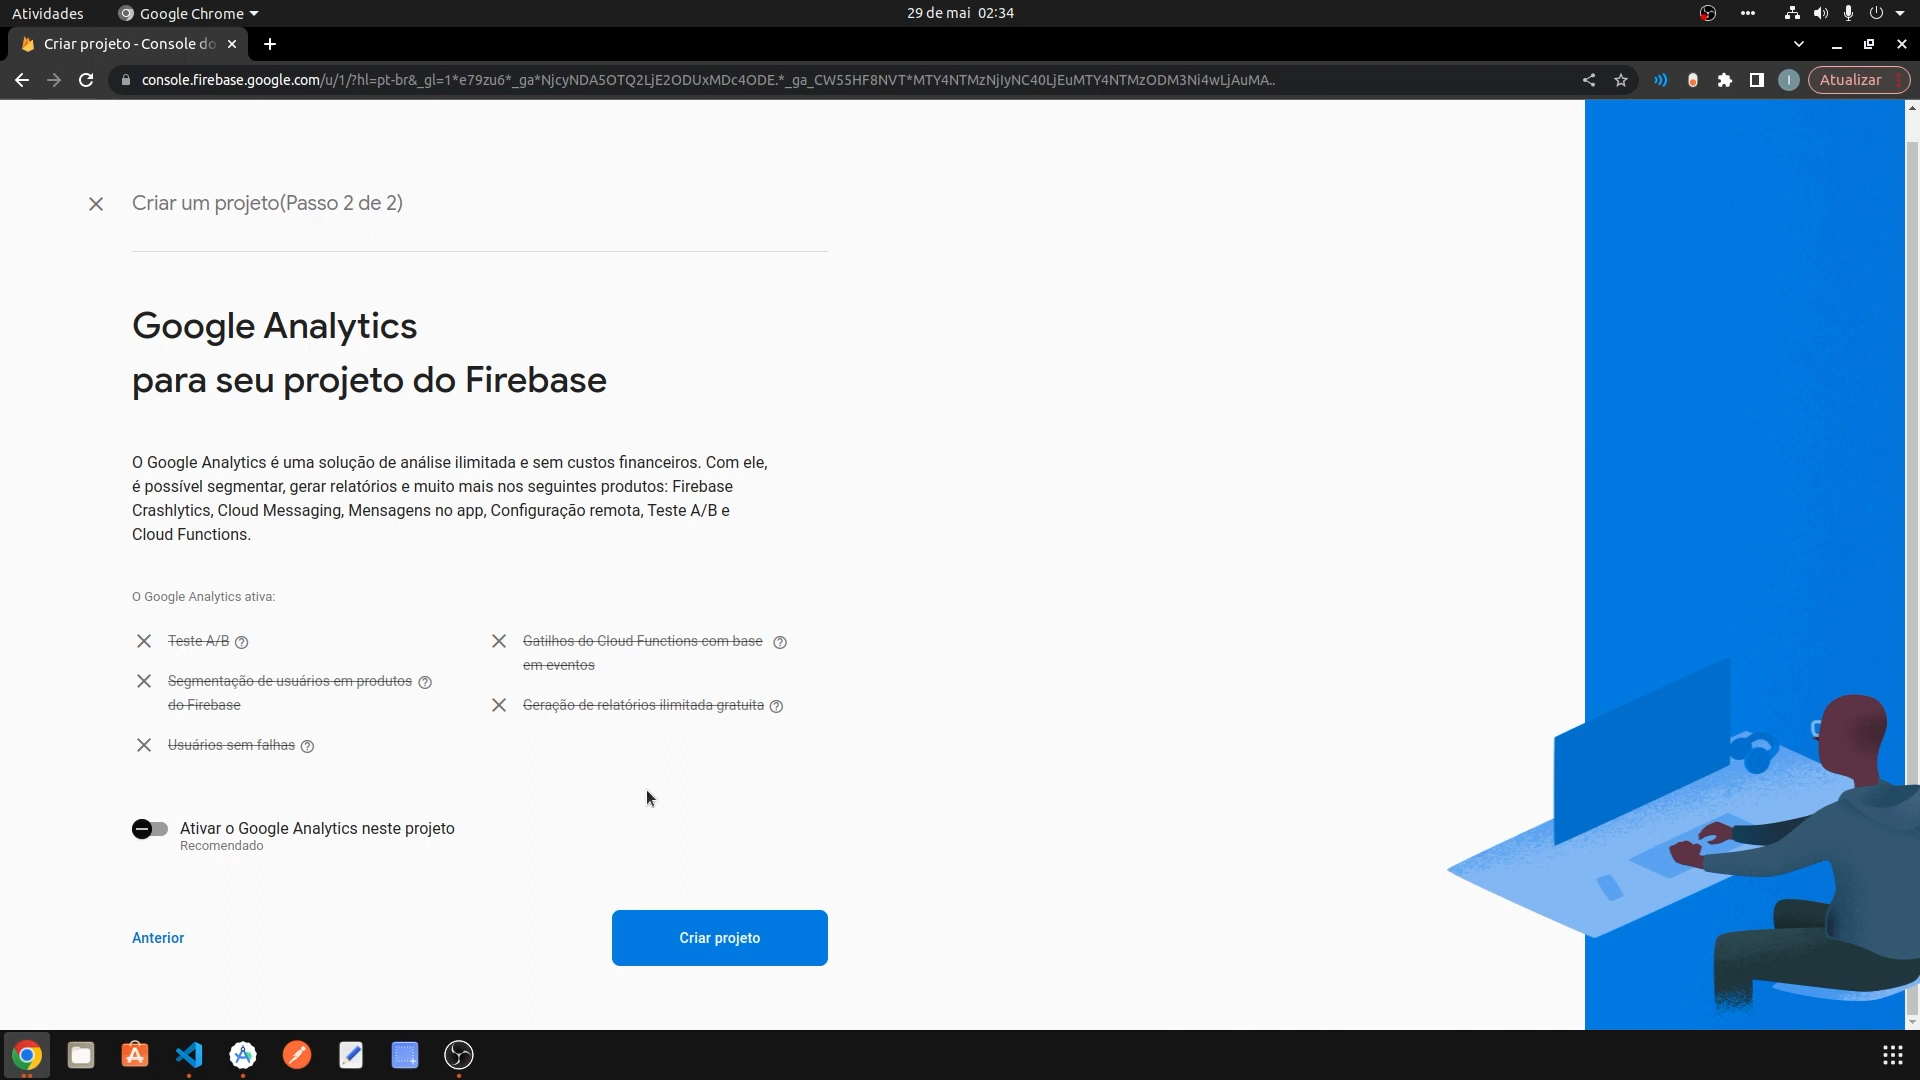 Atividades
Google Chrome
29 de mai 02:34
Criar projeto - Console do
console.firebase.google.com/u/1/?hl=pt-br&_gl=1*e79zu6*_ga*NjcyNDA5OTQ2LjE2ODUxMDc4ODE.*_ga_CW55HF8NVT*MTY4NTMzNjIyNC40LjEuMTY4NTMzODM3Ni4wLjAuMA..
I
Atualizar
Criar um projeto(Passo 2 de 2)
Google Analytics
para seu projeto do Firebase
O Google Analytics é uma solução de análise ilimitada e sem custos financeiros. Com ele,
é possível segmentar, gerar relatórios e muito mais nos seguintes produtos: Firebase
Crashlytics, Cloud Messaging, Mensagens no app, Configuração remota, Teste A/B e
Cloud Functions.
O Google Analytics ativa:
Teste A/B
Segmentação de usuários em produtos
do Firebase
Usuários sem falhas
Gatilhos do Cloud Functions com base
em eventos
Geração de relatórios ilimitada gratuita
Ativar o Google Analytics neste projeto
Recomendado
Anterior
Criar projeto